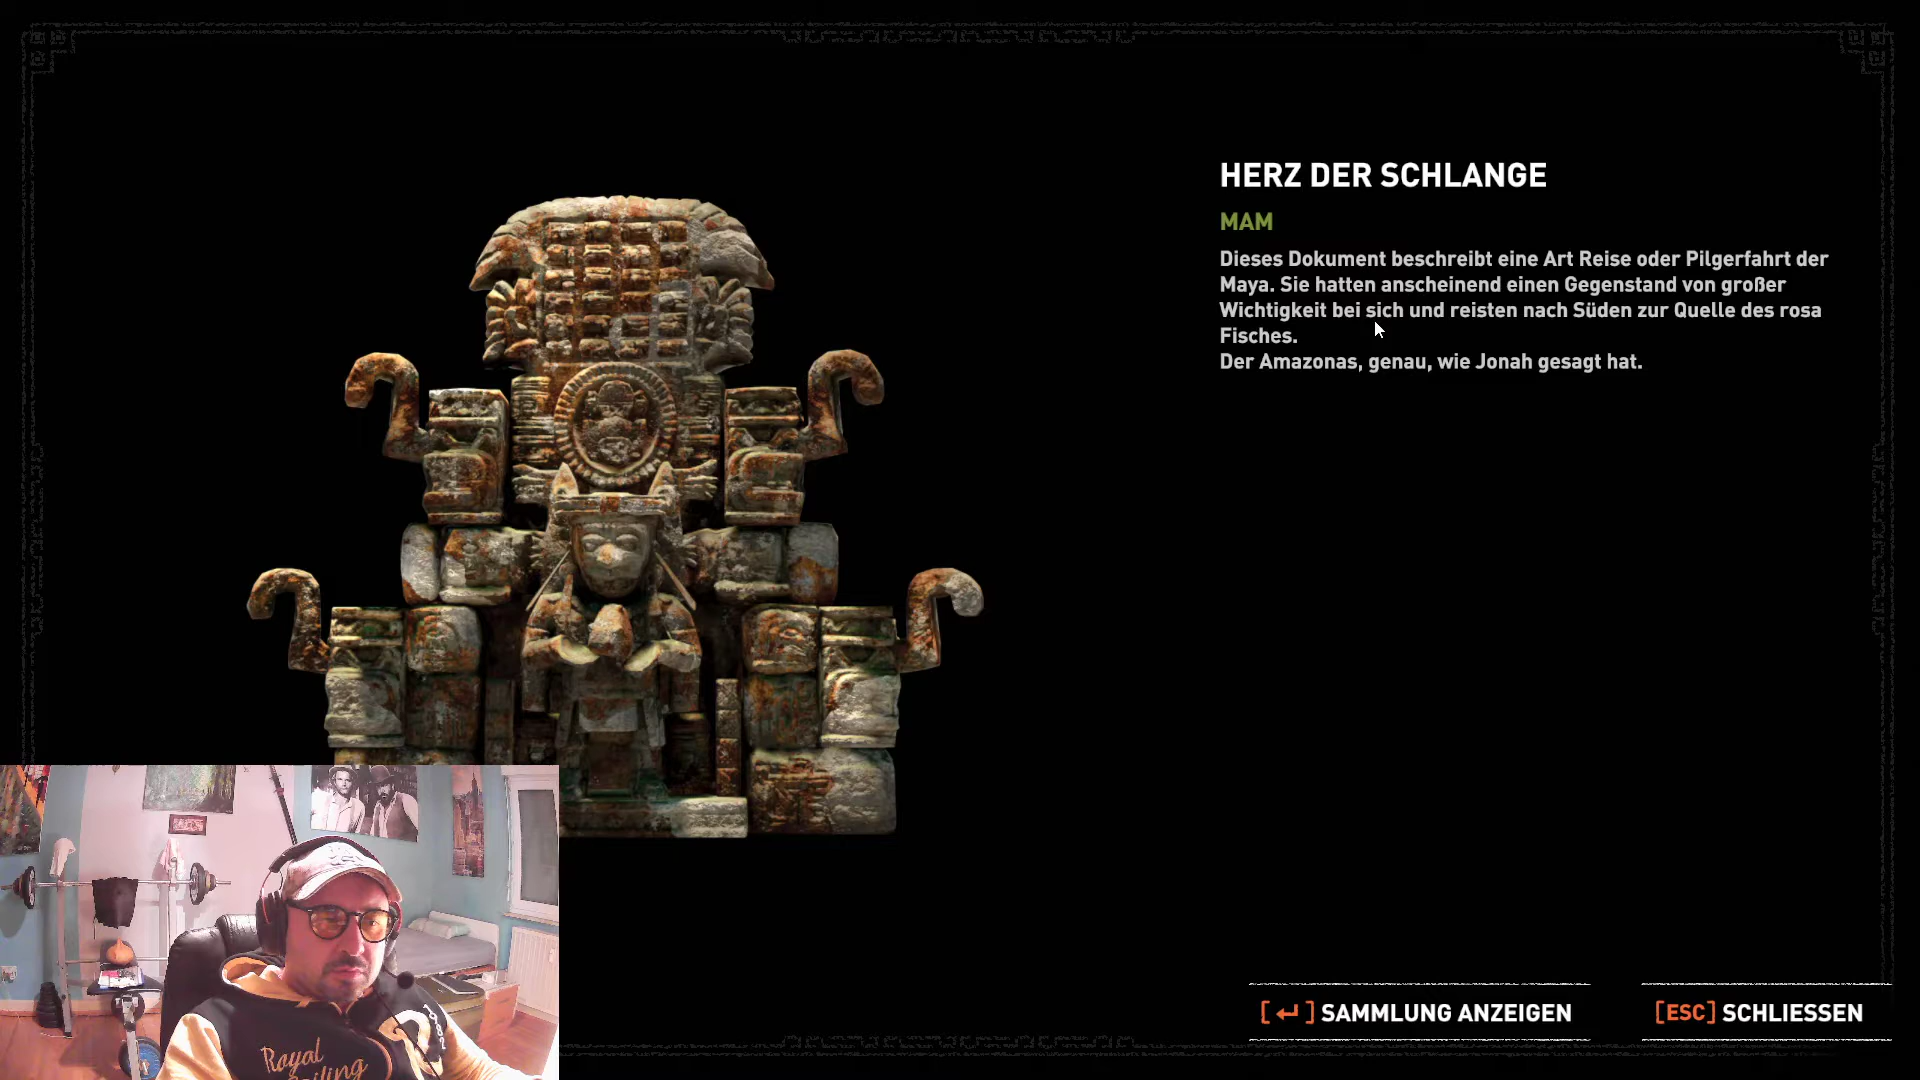 HERZ DER SCHLANGE
MAM
Dieses Dokument beschreibt eine Art Reise oder Pilgerfahrt der
Maya. Sie hatten anscheinend einen Gegenstand von großer
Wichtigkeit bei sich und reisten nach Süden zur Quelle des rosa
Fisches.
Der Amazonas, genau, wie Jonah gesagt hat.
[↵] SAMMLUNG ANZEIGEN
[ESC] SCHLIESSEN
Royal
1982